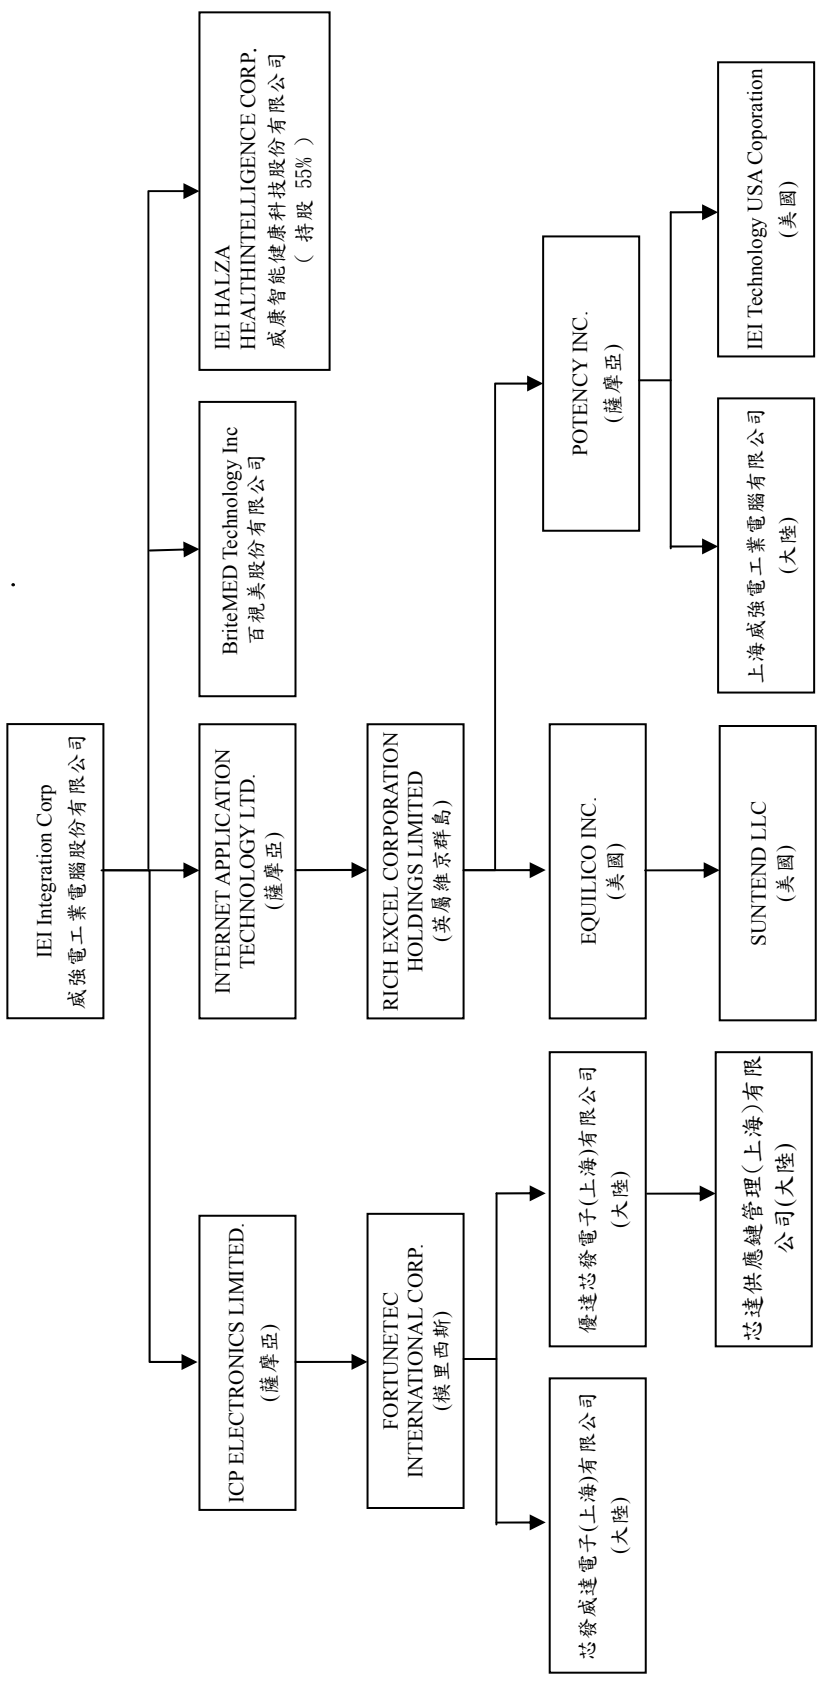 IEI Integration Corp
威強電工業電腦股份有限公司
ICP ELECTRONICS LIMITED.
(薩摩亞)
INTERNET APPLICATION
TECHNOLOGY LTD.
(薩摩亞)
BriteMED Technology Inc
百視美股份有限公司
IEI HALZA
HEALTHINTELLIGENCE CORP.
威康智能健康科技股份有限公司
( 持股 55% )
FORTUNETEC
INTERNATIONAL CORP.
(模里西斯)
RICH EXCEL CORPORATION
HOLDINGS LIMITED
(英屬維京群島)
芯發威達電子(上海)有限公司
(大陸)
優達芯發電子(上海)有限公司
(大陸)
EQUILICO INC.
(美國)
POTENCY INC.
(薩摩亞)
芯達供應鏈管理(上海)有限
公司(大陸)
SUNTEND LLC
(美國)
上海威強電工業電腦有限公司
(大陸)
IEI Technology USA Coporation
(美國)